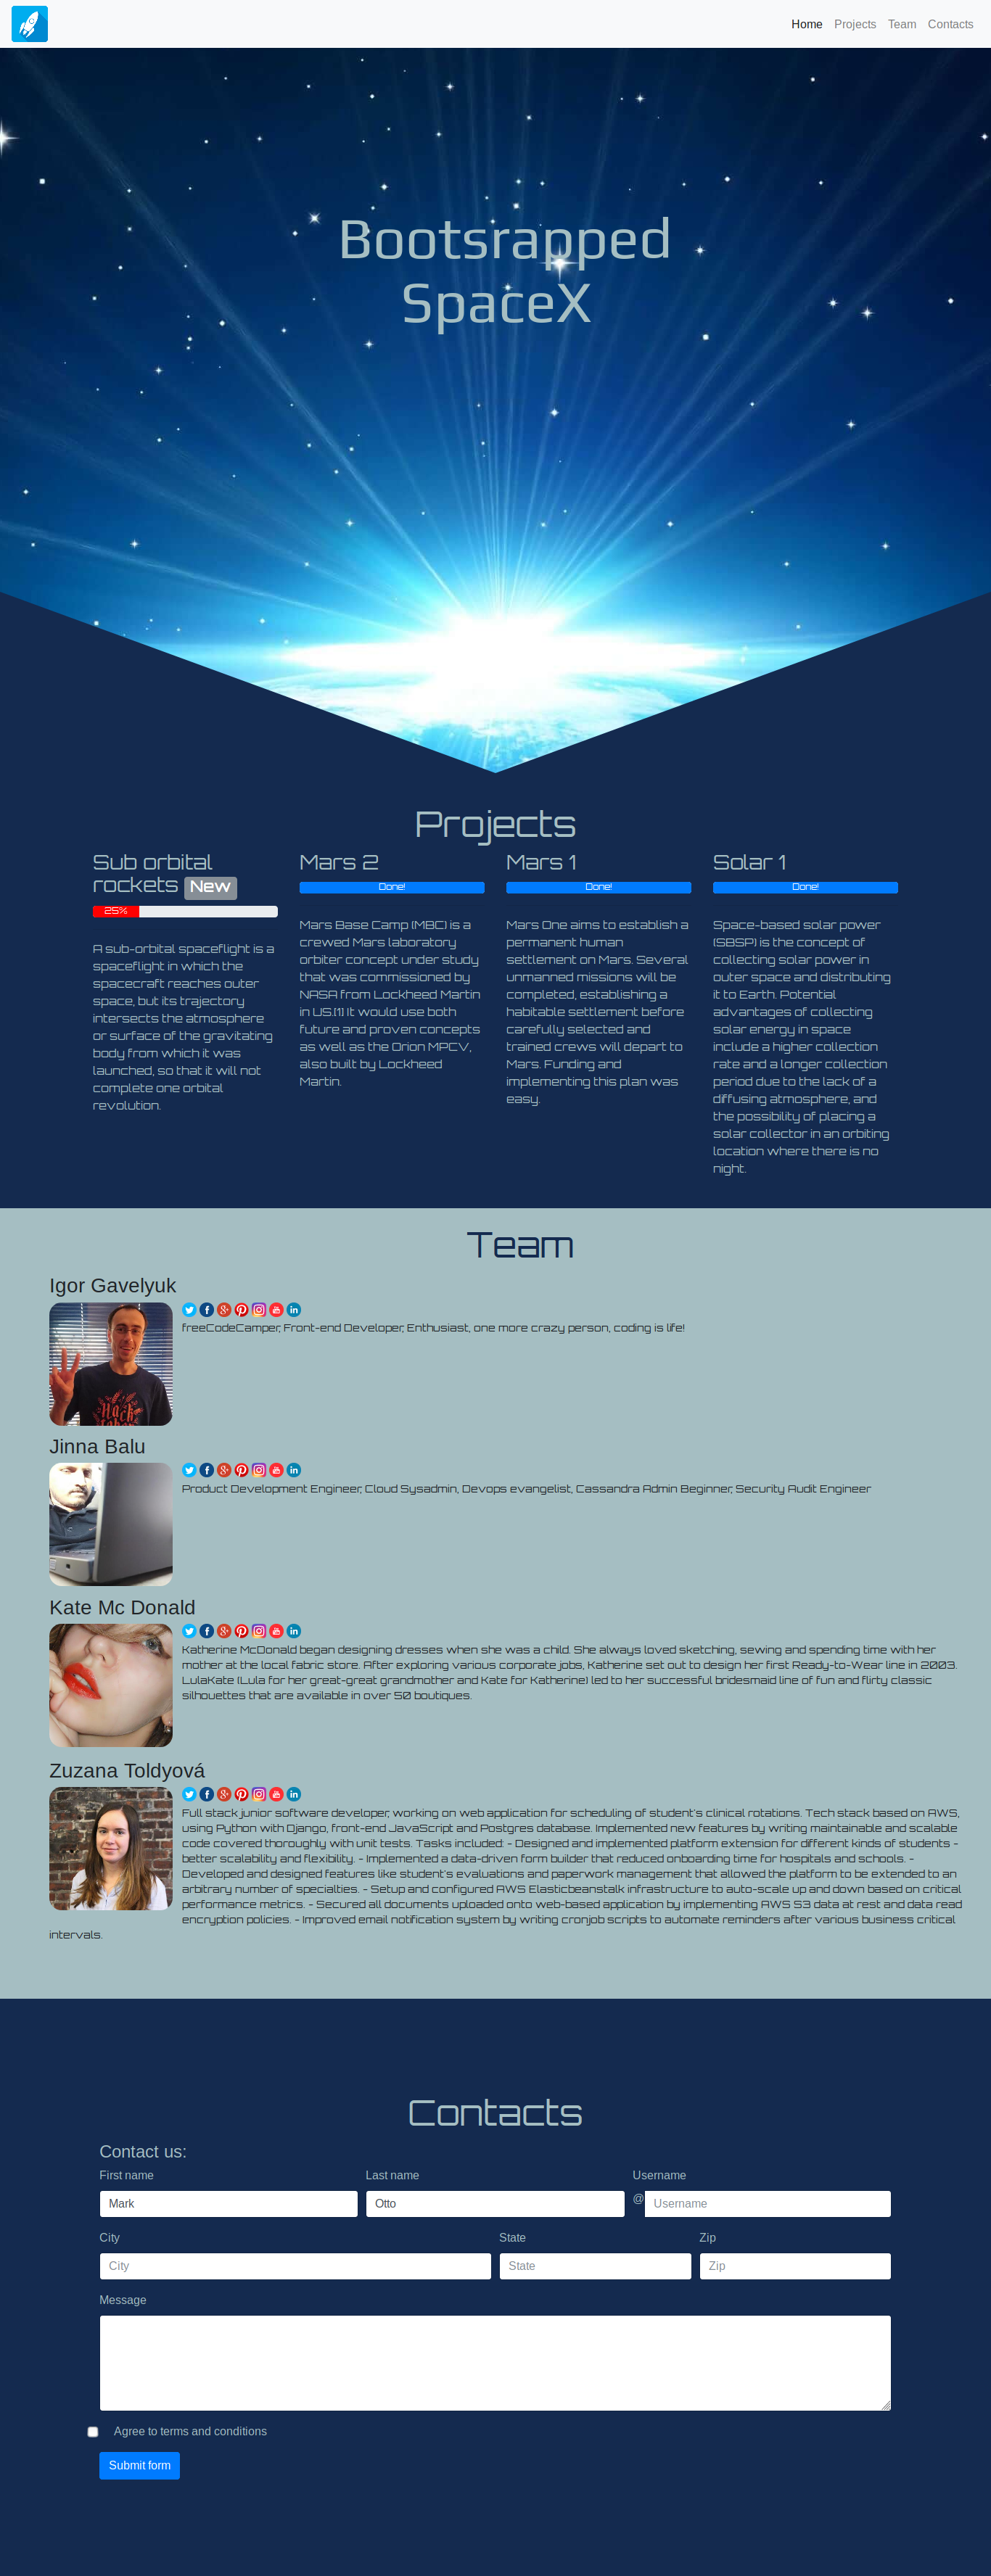 Home Projects Team Contacts
Bootsrapped
SpaceX
Projects
Sub orbital
rockets New
25%
A sub-orbital spaceflight is a
spaceflight in which the
spacecraft reaches outer
space, but its trajectory
intersects the atmosphere
or surface of the gravitating
body from which it was
launched, so that it will not
complete one orbital
revolution.
Mars 2
Done!
Mars Base Camp (MBC) is a
crewed Mars laboratory
orbiter concept under study
that was commissioned by
NASA from Lockheed Martin
in US.[1] It would use both
future and proven concepts
as well as the Orion MPCV,
also built by Lockheed
Martin.
Mars 1
Done!
Mars One aims to establish a
permanent human
settlement on Mars. Several
unmanned missions will be
completed, establishing a
habitable settlement before
carefully selected and
trained crews will depart to
Mars. Funding and
implementing this plan was
easy.
Solar 1
Done!
Space-based solar power
(SBSP) is the concept of
collecting solar power in
outer space and distributing
it to Earth. Potential
advantages of collecting
solar energy in space
include a higher collection
rate and a longer collection
period due to the lack of a
diffusing atmosphere, and
the possibility of placing a
solar collector in an orbiting
location where there is no
night.
Team
Igor Gavelyuk
freeCodeCamper, Front-end Developer, Enthusiast, one more crazy person, coding is life!
Jinna Balu
Product Development Engineer, Cloud Sysadmin, Devops evangelist, Cassandra Admin Beginner, Security Audit Engineer
Kate Mc Donald
Katherine McDonald began designing dresses when she was a child. She always loved sketching, sewing and spending time with her
mother at the local fabric store. After exploring various corporate jobs, Katherine set out to design her first Ready-to-Wear line in 2003.
LulaKate (Lula for her great-great grandmother and Kate for Katherine) led to her successful bridesmaid line of fun and flirty classic
silhouettes that are available in over 50 boutiques.
Zuzana Toldyová
Full stack junior software developer, working on web application for scheduling of student's clinical rotations. Tech stack based on AWS,
using Python with Django, front-end JavaScript and Postgres database. Implemented new features by writing maintainable and scalable
code covered thoroughly with unit tests. Tasks included: - Designed and implemented platform extension for different kinds of students -
better scalability and flexibility. - Implemented a data-driven form builder that reduced onboarding time for hospitals and schools. -
Developed and designed features like student's evaluations and paperwork management that allowed the platform to be extended to an
arbitrary number of specialties. - Setup and configured AWS Elasticbeanstalk infrastructure to auto-scale up and down based on critical
performance metrics. - Secured all documents uploaded onto web-based application by implementing AWS S3 data at rest and data read
encryption policies. - Improved email notification system by writing cronjob scripts to automate reminders after various business critical
intervals.
Contacts
Contact us:
First name Last name Username
Mark Otto @ Username
City State Zip
City State Zip
Message
Agree to terms and conditions
Submit form